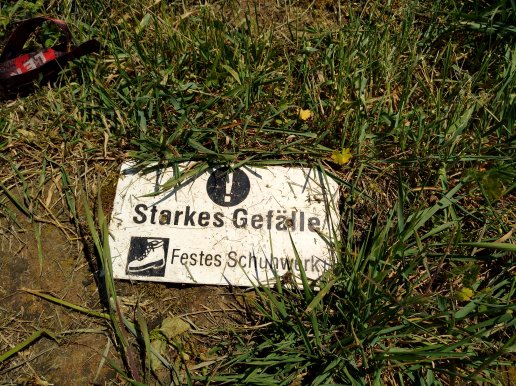 !
Starkes Gefälle
Festes Schuhwerk